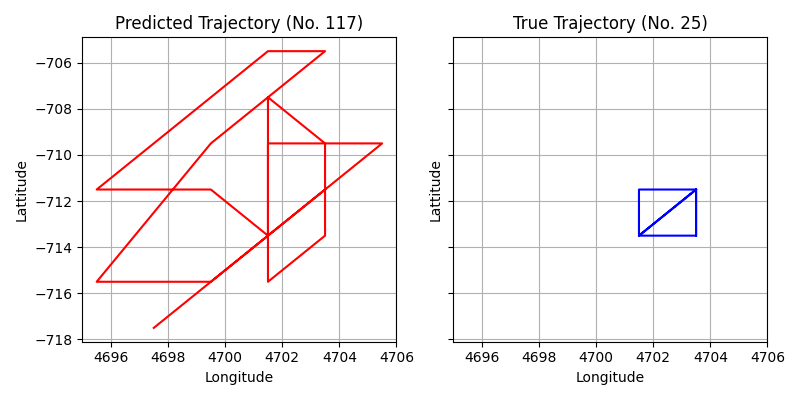 Predicted Trajectory (No. 117)
True Trajectory (No. 25)
Lattitude
−706
−708
−710
−712
−714
−716
−718
4696 4698 4700 4702 4704 4706
Longitude
Lattitude
4696 4698 4700 4702 4704 4706
Longitude